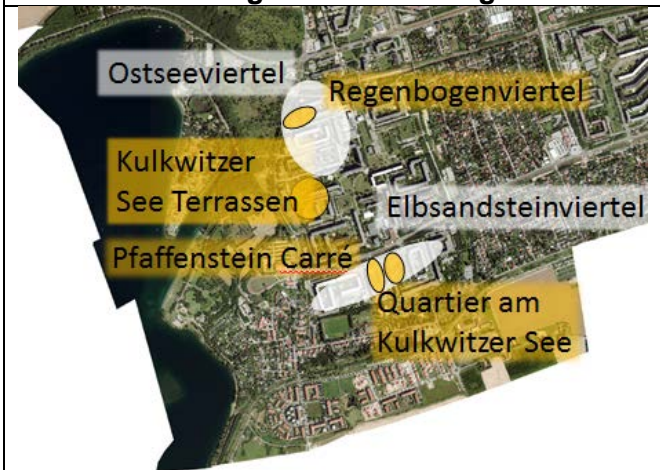 Ostseeviertel
Regenbogenviertel
Kulkwitzer
See Terrassen
Elbsandsteinviertel
Pfaffenstein Carré
Quartier am
Kulkwitzer See